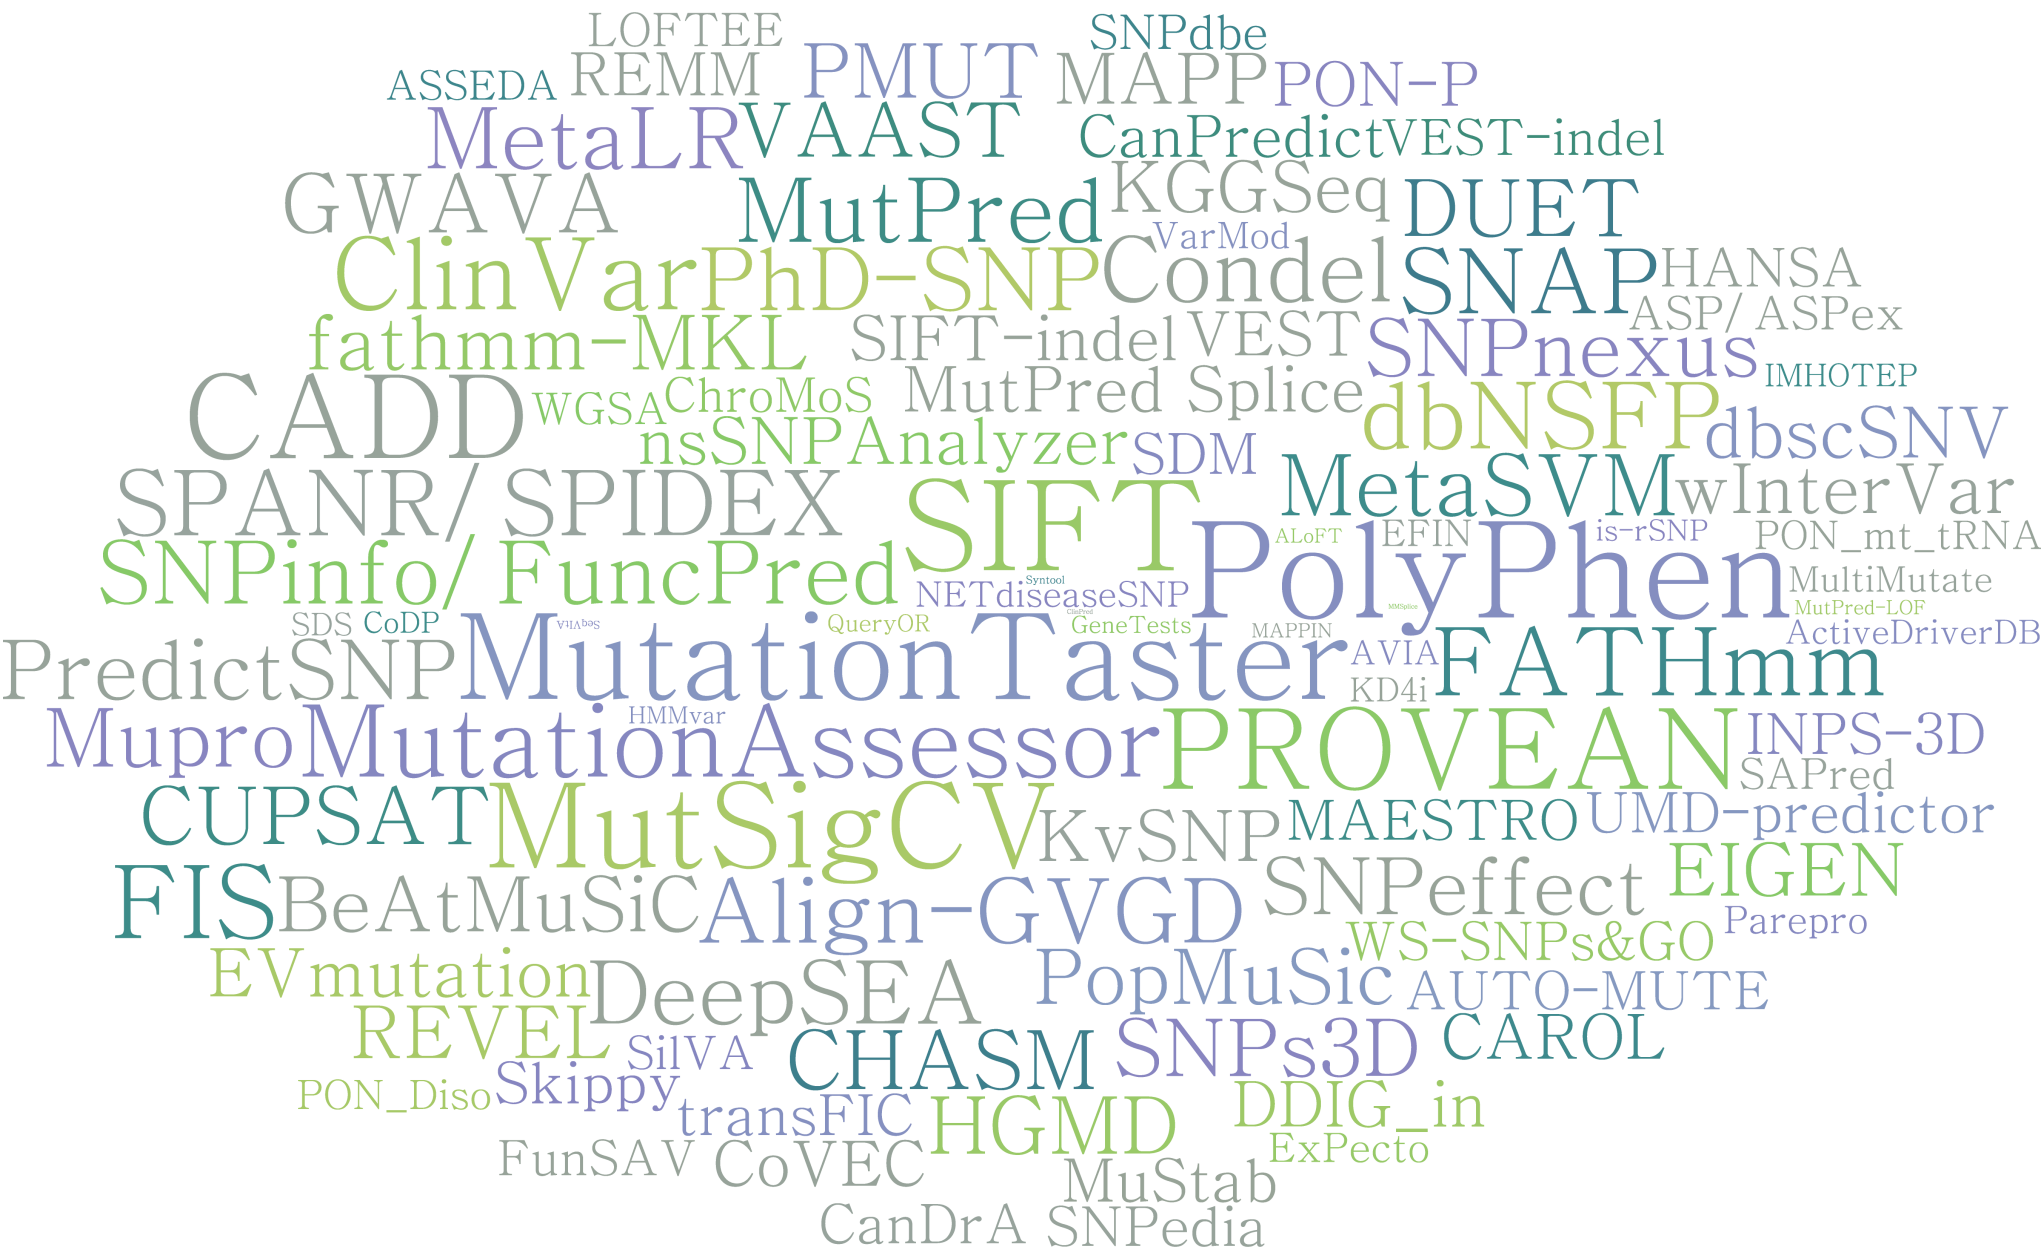 LOFTEE
SNPdbe
ASSEDA
REMM
PMUT
MAPP
PON-P
MetaLR
VAAST
CanPredict
VEST-indel
GWAVA
MutPred
KGGSeq
DUET
VarMod
ClinVar
PhD-SNP
Condel
SNAP
HANSA
ASP/ASPex
fathmm-MKL
SIFT-indel
VEST
SNPnexus
IMHOTEP
CADD
WGSA
ChroMoS
MutPred Splice
dbNSFP
dbscSNV
nsSNPAnalyzer
SDM
SPANR/SPIDEX
SIFT
MetaSVM
wInterVar
ALoFT
EFIN
is-rSNP
PON_mt_tRNA
SNPinfo/FuncPred
Syntool
NETdiseaseSNP
PolyPhen
MultiMutate
ClinPred
MMSplice
MutPred-LOF
SDS
CoDP
SeqVItA
QueryOR
GeneTests
MAPPIN
ActiveDriverDB
PredictSNP
MutationTaster
AVIA
KD4i
FATHmm
Mupro
MutationAssessor
HMMvar
PROVEAN
INPS-3D
SAPred
CUPSAT
MutSigCV
KvSNP
MAESTRO
UMD-predictor
FIS
BeAtMuSiC
Align-GVGD
SNPeffect
EIGEN
Parepro
WS-SNPs&GO
EVmutation
DeepSEA
PopMuSic
AUTO-MUTE
REVEL
SilVA
CHASM
SNPs3D
CAROL
PON_Diso
Skippy
transFIC
HGMD
DDIG_in
ExPecto
FunSAV
CoVEC
MuStab
CanDrA
SNPedia